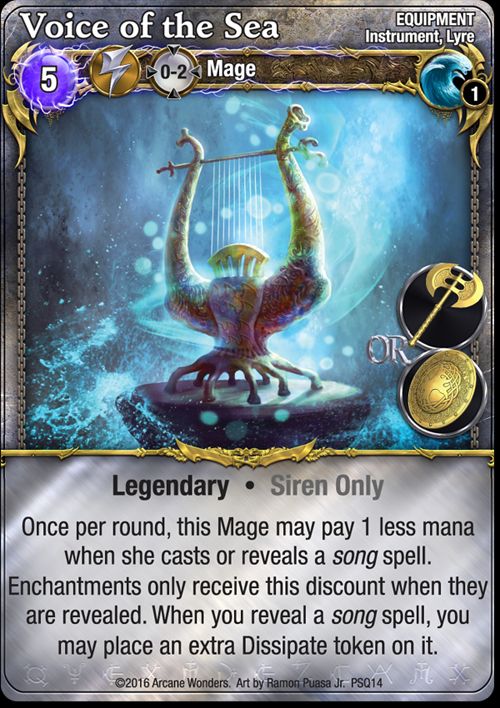 Voice of the Sea
EQUIPMENT
Instrument, Lyre
5
0-2
Mage
1
OR
Legendary • Siren Only
Once per round, this Mage may pay 1 less mana
when she casts or reveals a song spell.
Enchantments only receive this discount when they
are revealed. When you reveal a song spell, you
may place an extra Dissipate token on it.
©2016 Arcane Wonders. Art by Ramon Puasa Jr. PSQ14